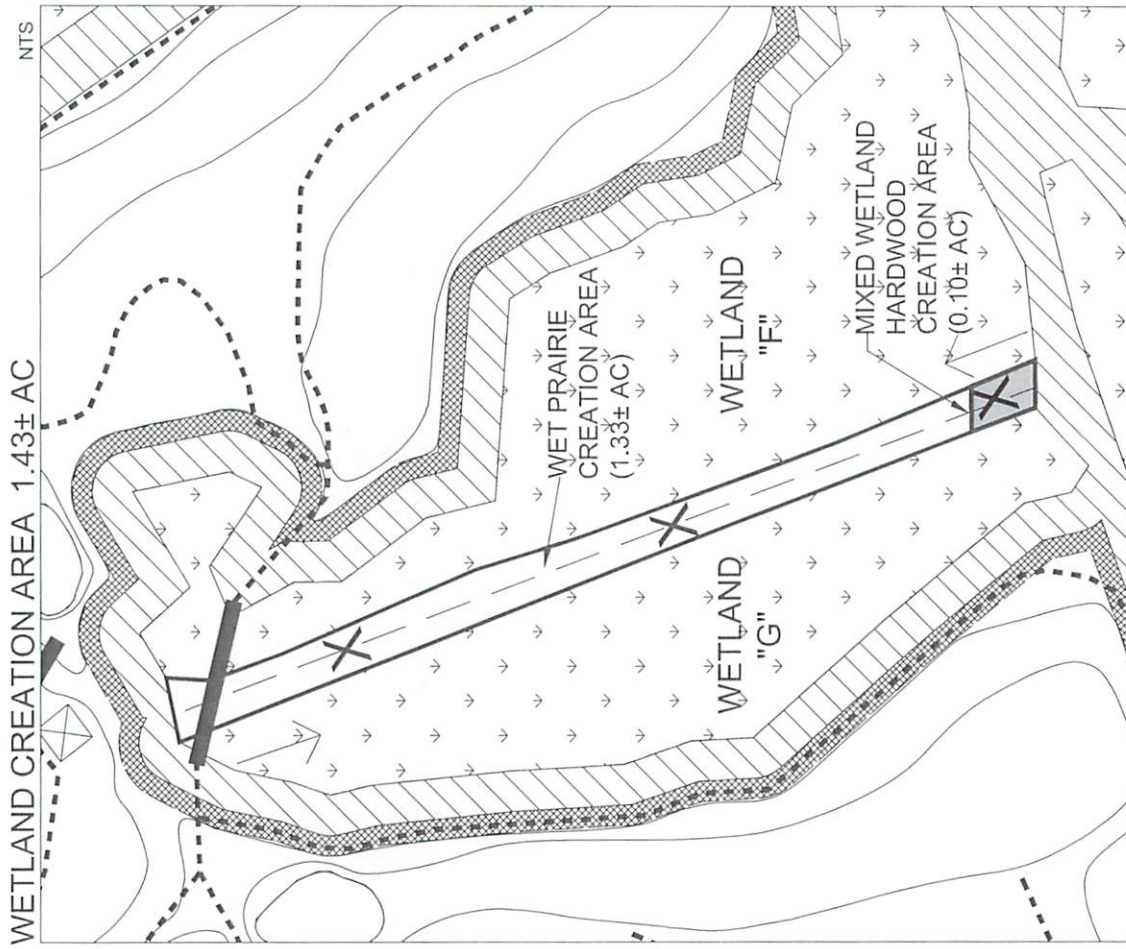 WETLAND CREATION AREA 1.43± AC
NTS
WET PRAIRIE
CREATION AREA
(1.33± AC)
WETLAND
"F"
WETLAND
"G"
MIXED WETLAND
HARDWOOD
CREATION AREA
(0.10± AC)